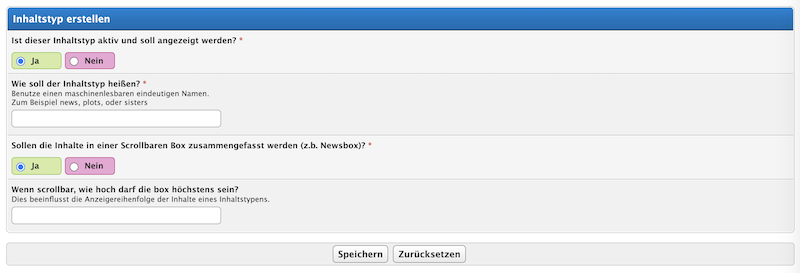 Inhaltstyp erstellen
Ist dieser Inhaltstyp aktiv und soll angezeigt werden? *
Ja Nein
Wie soll der Inhaltstyp heißen? *
Benutze einen maschinenlesbaren eindeutigen Namen.
Zum Beispiel news, plots, oder sisters
Sollen die Inhalte in einer Scrollbaren Box zusammengefasst werden (z.b. Newsbox)? *
Ja Nein
Wenn scrollbar, wie hoch darf die box höchstens sein?
Dies beeinflusst die Anzeigereihenfolge der Inhalte eines Inhaltstypens.
Speichern Zurücksetzen